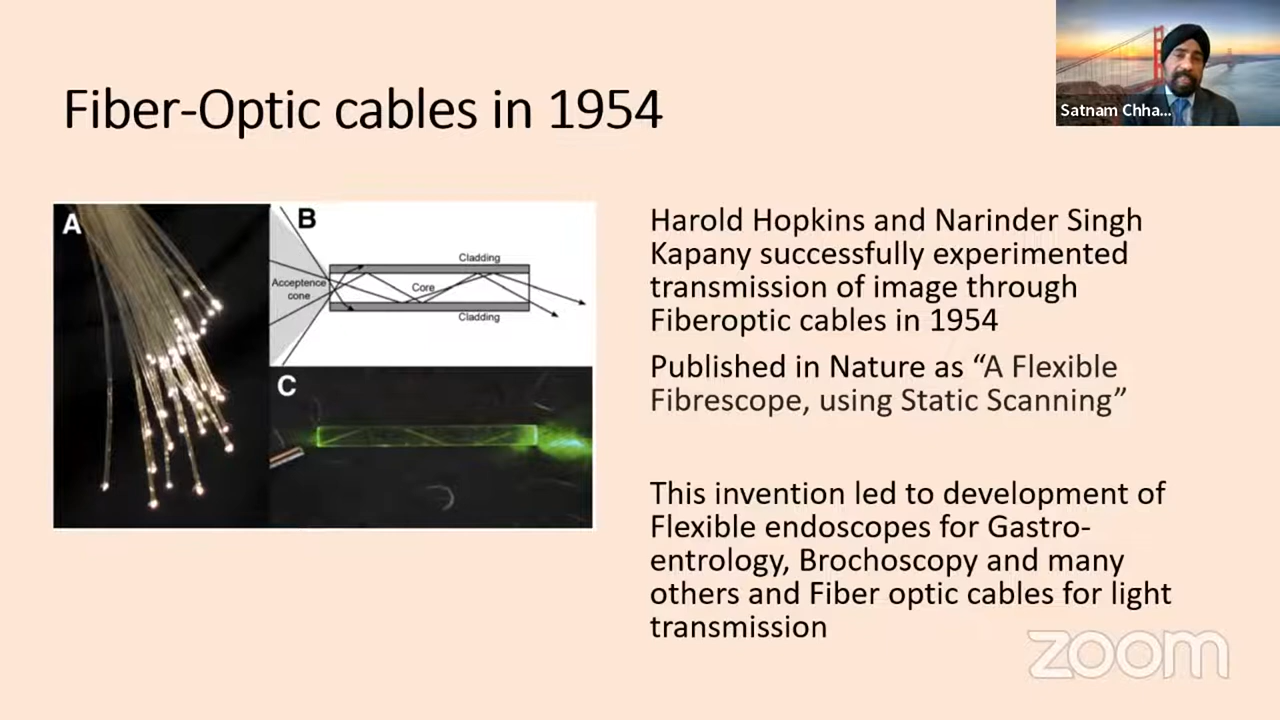 Fiber-Optic cables in 1954
Satnam Chha...
A
B
Cladding
Acceptence
cone
Core
Cladding
C
Harold Hopkins and Narinder Singh
Kapany successfully experimented
transmission of image through
Fiberoptic cables in 1954
Published in Nature as “A Flexible
Fibrescope, using Static Scanning”
This invention led to development of
Flexible endoscopes for Gastro-
entrology, Brochoscopy and many
others and Fiber optic cables for light
transmission
zoom